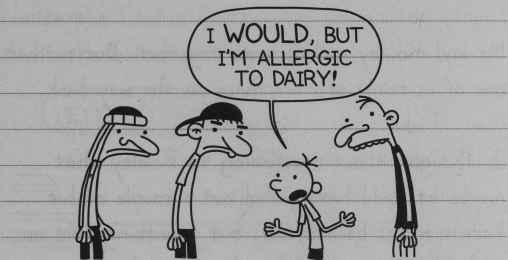 I WOULD, BUT
I'M ALLERGIC
TO DAIRY!